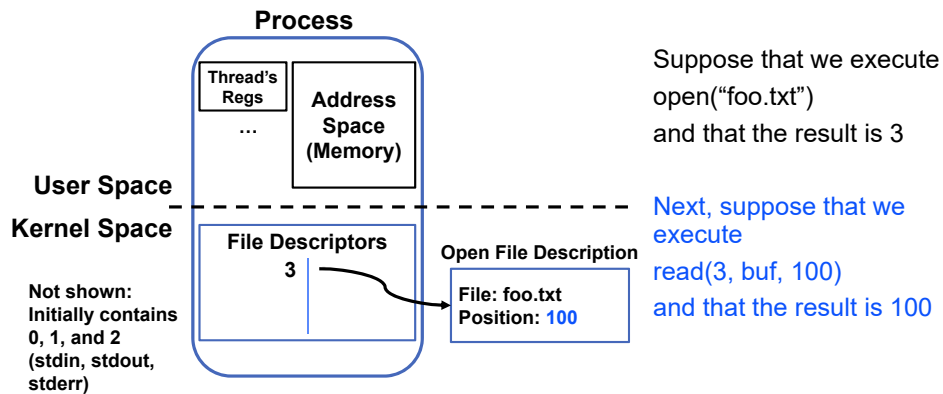 Process
Thread's
Regs
...
Address
Space
(Memory)
User Space
Kernel Space
File Descriptors
3
Not shown:
Initially contains
0, 1, and 2
(stdin, stdout,
stderr)
Open File Description
File: foo.txt
Position: 100
Suppose that we execute
open(“foo.txt”)
and that the result is 3
Next, suppose that we
execute
read(3, buf, 100)
and that the result is 100